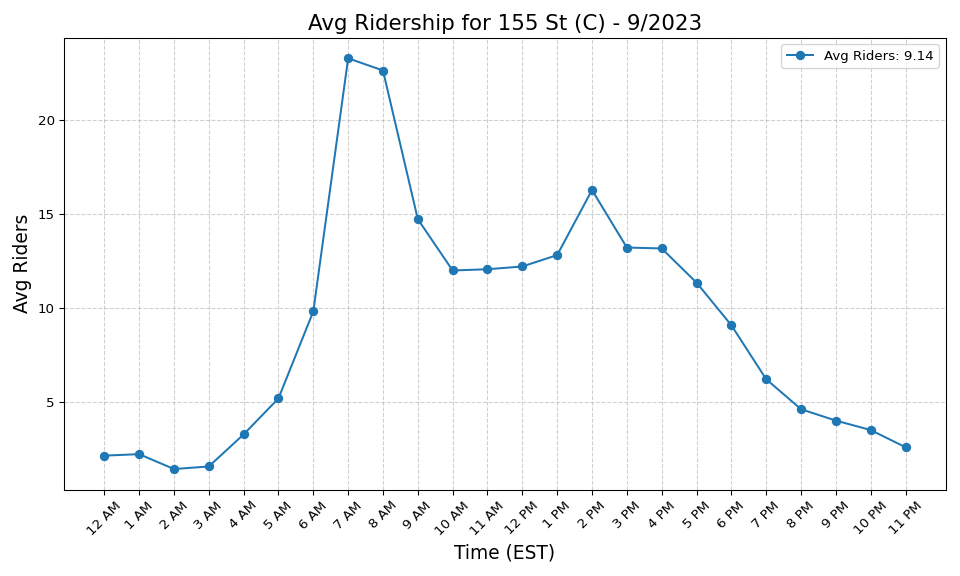 Avg Ridership for 155 St (C) - 9/2023
Avg Riders: 9.14
Avg Riders
20
15
10
5
12 AM
1 AM
2 AM
3 AM
4 AM
5 AM
6 AM
7 AM
8 AM
9 AM
10 AM
11 AM
12 PM
1 PM
2 PM
3 PM
4 PM
5 PM
6 PM
7 PM
8 PM
9 PM
10 PM
11 PM
Time (EST)